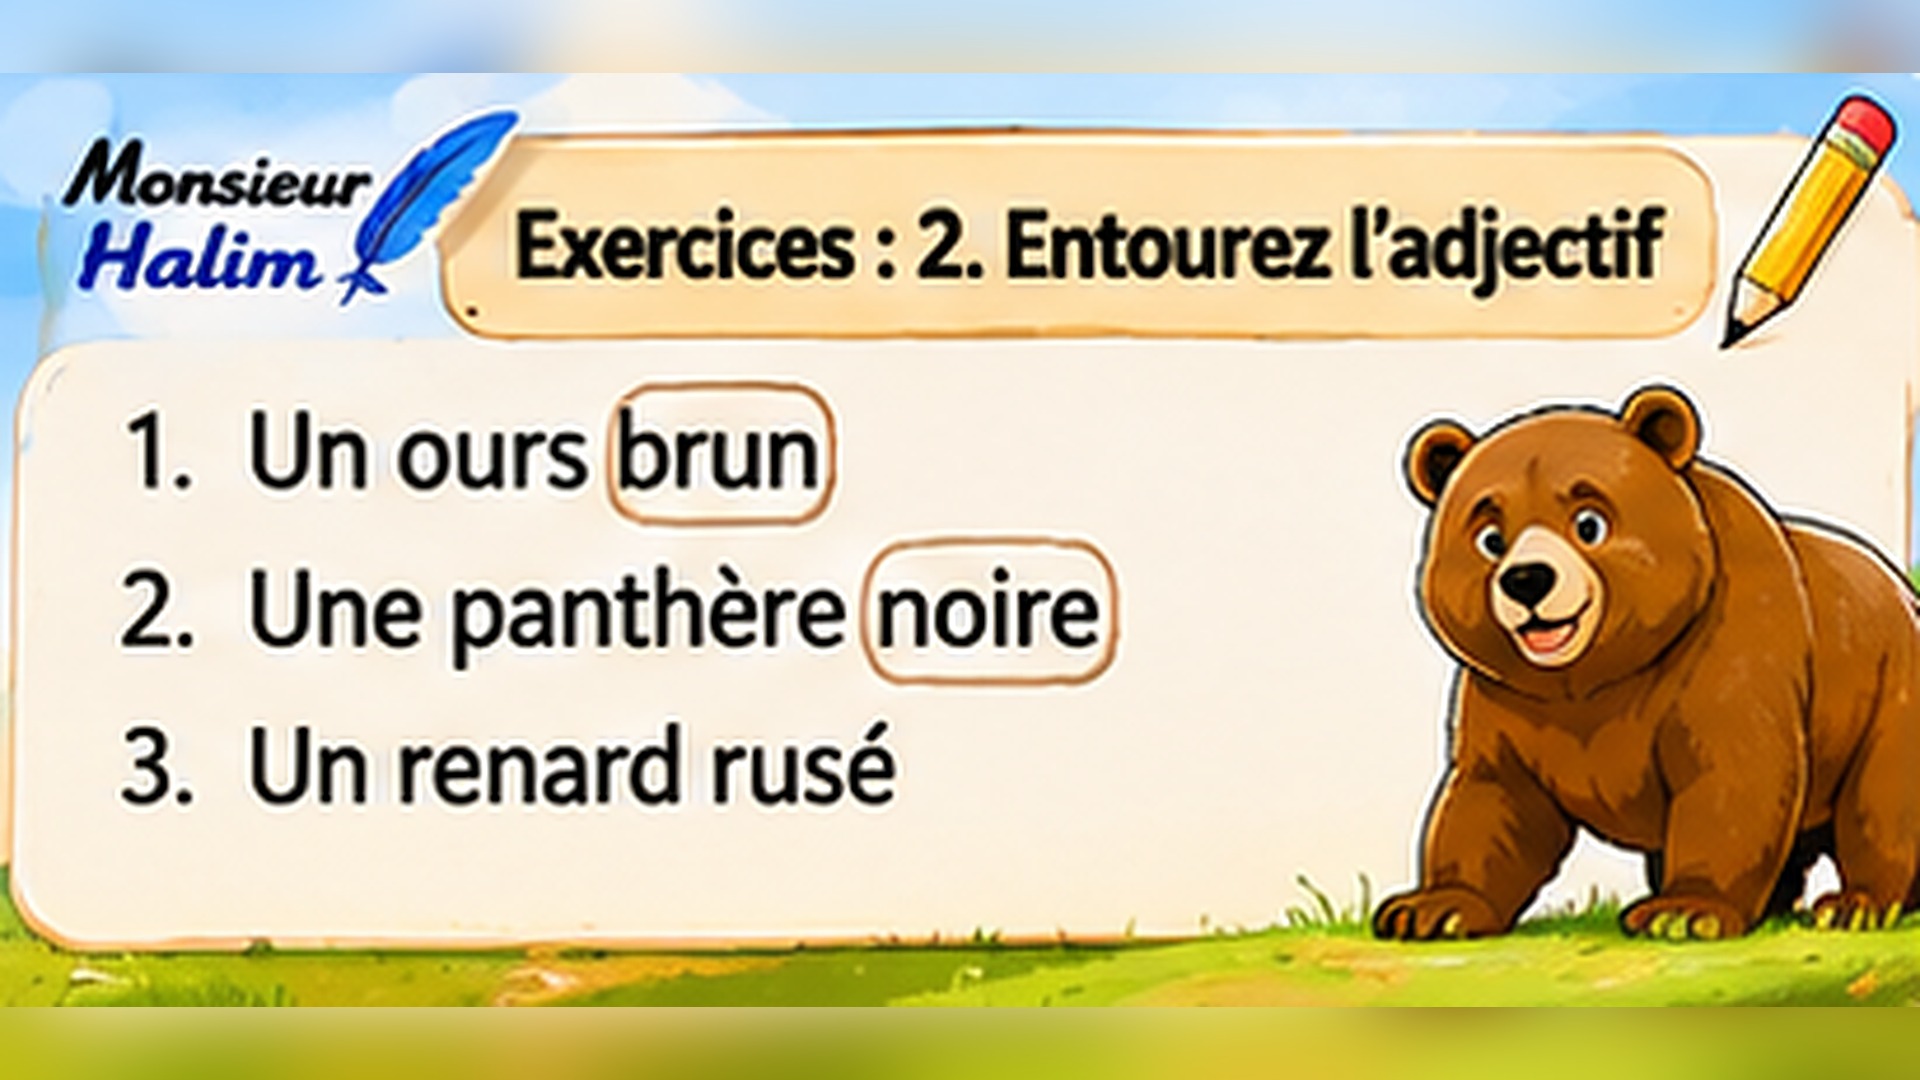 Monsieur
Halim
Exercices : 2. Entourez l’adjectif
1. Un ours brun
2. Une panthère noire
3. Un renard rusé